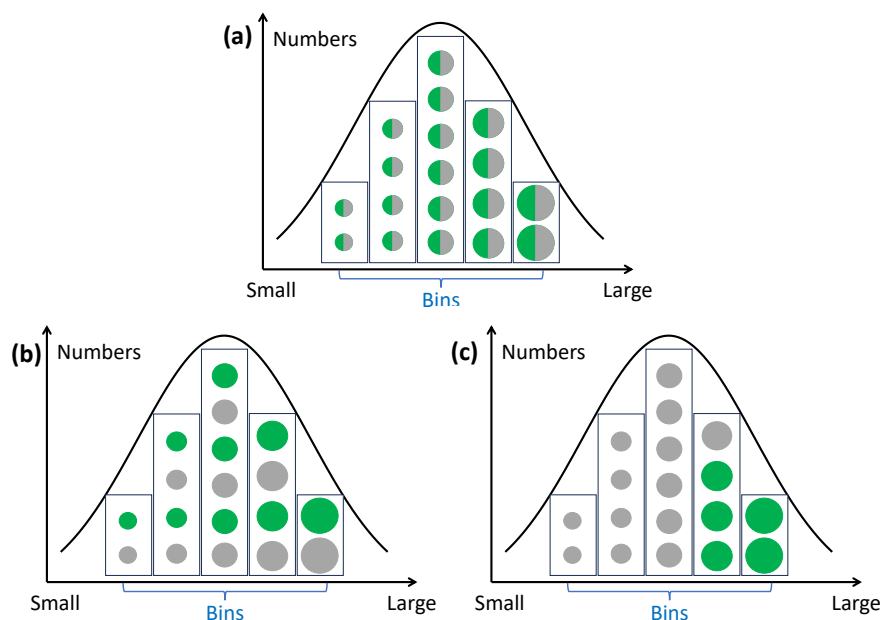 (a)
Numbers
Small
Bins
Large
(b)
Numbers
Small
Bins
Large
(c)
Numbers
Small
Bins
Large